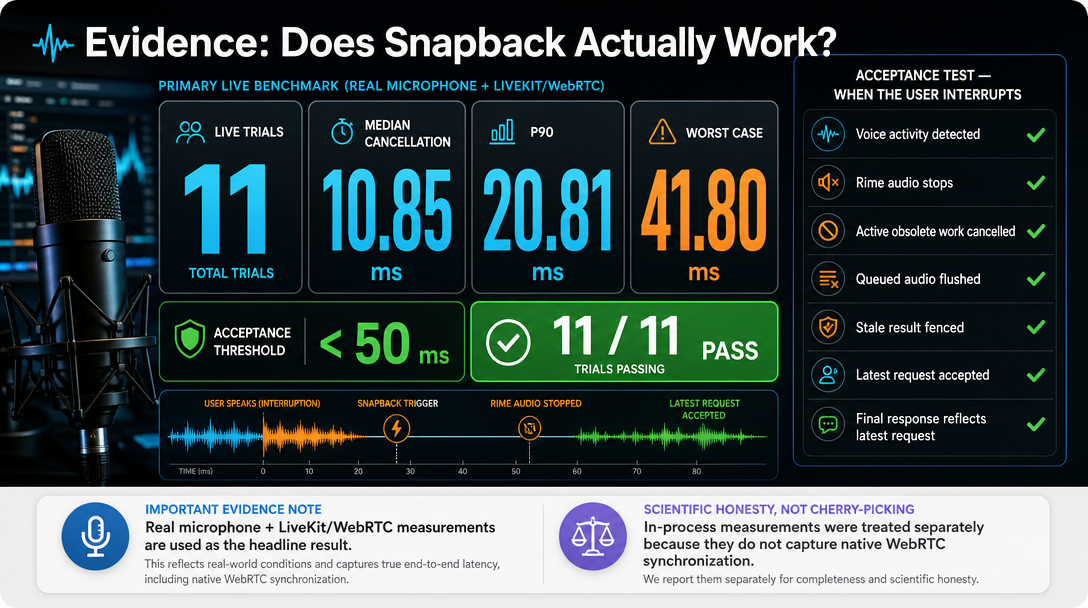 Evidence: Does Snapback Actually Work?
PRIMARY LIVE BENCHMARK (REAL MICROPHONE + LIVEKIT/WebRTC)
LIVE TRIALS
11
TOTAL TRIALS
MEDIAN
CANCELLATION
10.85
ms
P90
20.81
ms
WORST CASE
41.80
ms
ACCEPTANCE
THRESHOLD
< 50 ms
11 / 11
TRIALS PASSING
PASS
USER SPEAKS (INTERRUPTION)
SNAPBACK TRIGGER
RIME AUDIO STOPPED
LATEST REQUEST
ACCEPTED
TIME (ms) 0 10 20 30 40 50 60 70 80
ACCEPTANCE TEST —
WHEN THE USER INTERRUPTS
Voice activity detected
Rime audio stops
Active obsolete work cancelled
Queued audio flushed
Stale result fenced
Latest request accepted
Final response reflects
latest request
IMPORTANT EVIDENCE NOTE
Real microphone + LiveKit/WebRTC measurements
are used as the headline result.
This reflects real-world conditions and captures true end-to-end latency,
including native WebRTC synchronization.
SCIENTIFIC HONESTY, NOT CHERRY-PICKING
In-process measurements were treated separately
because they do not capture native WebRTC
synchronization.
We report them separately for completeness and scientific honesty.